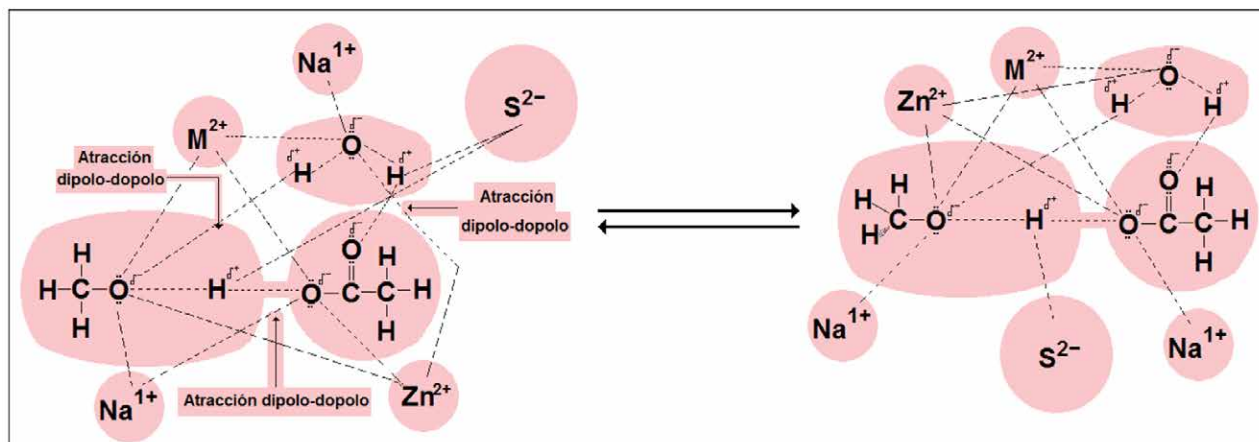 Na1+
S2−
M2+
Atracción
dipolo-dopolo
δ−
O
H δ+
H δ+
Atracción
dipolo-dopolo
H
H−C−O δ−
H
H δ+
O δ−
O δ−
C−C−H
H
H
Na1+
Atracción dipolo-dopolo
Zn2+
M2+
Zn2+
δ−
O
H δ+
H δ+
H
H
H
C−O δ−
H δ+
O δ−
O δ−
C−C−H
H
H
Na1+
S2−
Na1+